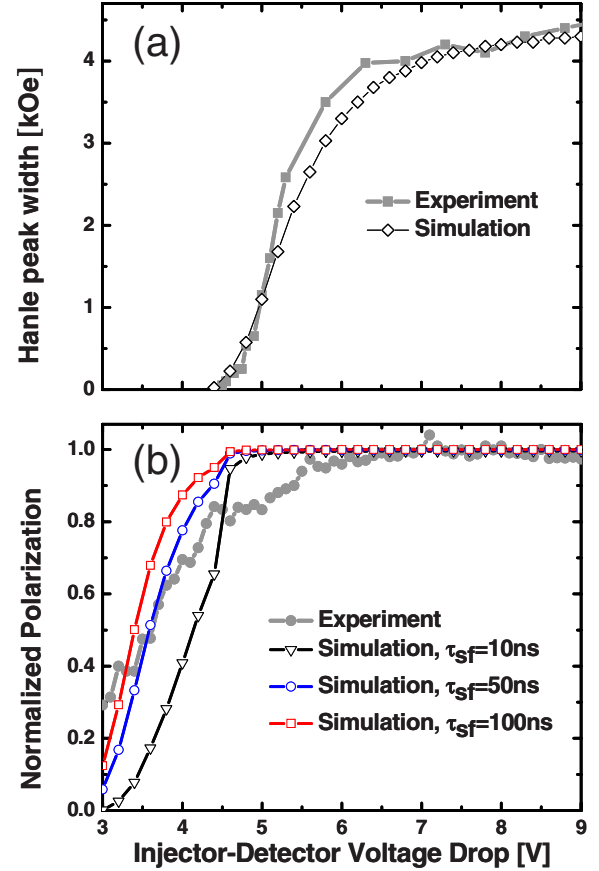 (a)
4
3
2
1
0
Hanle peak width [kOe]
Experiment
Simulation
(b)
1.0
0.8
0.6
0.4
0.2
0.0
Normalized Polarization
Experiment
Simulation, τsf=10ns
Simulation, τsf=50ns
Simulation, τsf=100ns
3 4 5 6 7 8 9
Injector-Detector Voltage Drop [V]